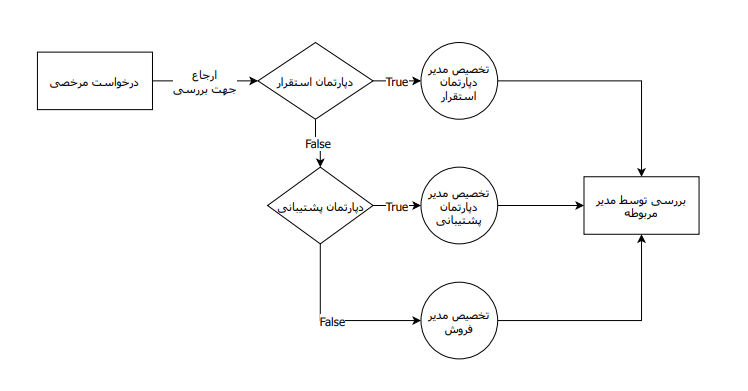 درخواست مرخصی
ارجاع
جهت بررسی
دپارتمان استقرار
True
تخصیص مدیر
دپارتمان
استقرار
False
دپارتمان پشتیبانی
True
تخصیص مدیر
دپارتمان
پشتیبانی
بررسی توسط مدیر
مربوطه
False
تخصیص مدیر
فروش